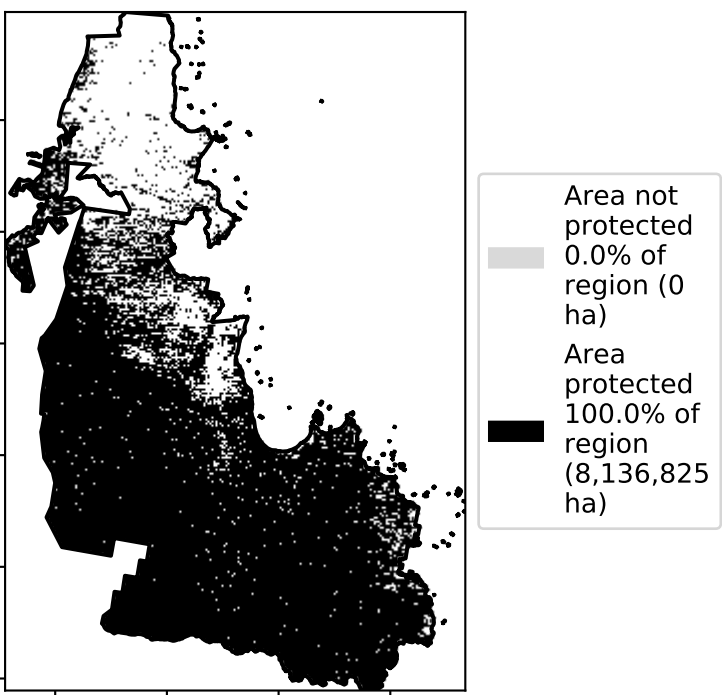 Area not
protected
0.0% of
region (0
ha)
Area
protected
100.0% of
region
(8,136,825
ha)